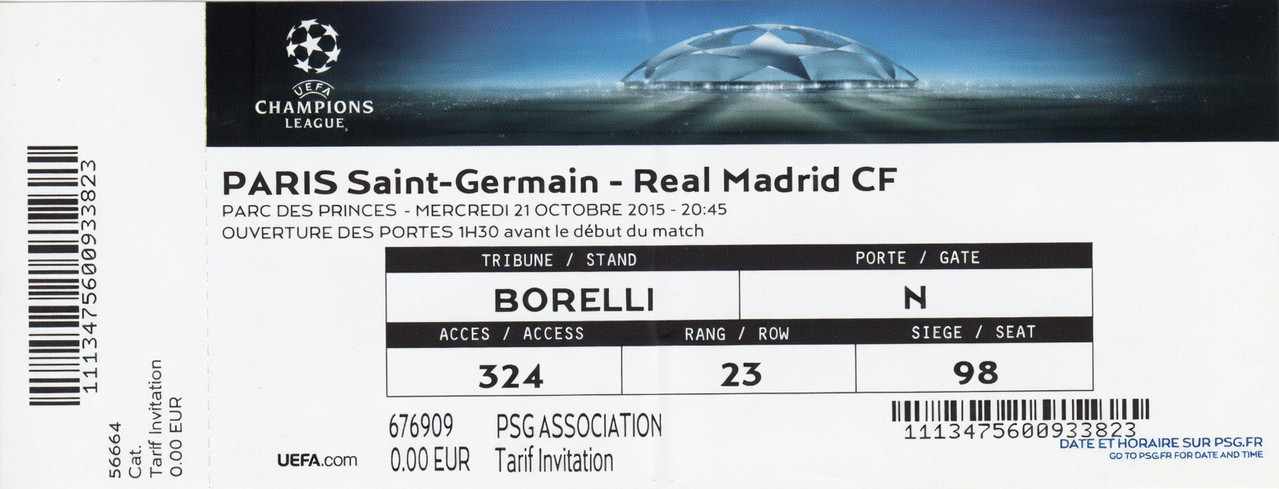 1113475600933823
56664
Cat.
Tarif Invitation
0.00 EUR
UEFA
CHAMPIONS
LEAGUE
PARIS Saint-Germain - Real Madrid CF
PARC DES PRINCES - MERCREDI 21 OCTOBRE 2015 - 20:45
OUVERTURE DES PORTES 1H30 avant le début du match
TRIBUNE / STAND PORTE / GATE
BORELLI N
ACCES / ACCESS RANG / ROW SIEGE / SEAT
324 23 98
676909 PSG ASSOCIATION
1113475600933823
DATE ET HORAIRE SUR PSG.FR
GO TO PSG.FR FOR DATE AND TIME
UEFA.com 0.00 EUR Tarif Invitation